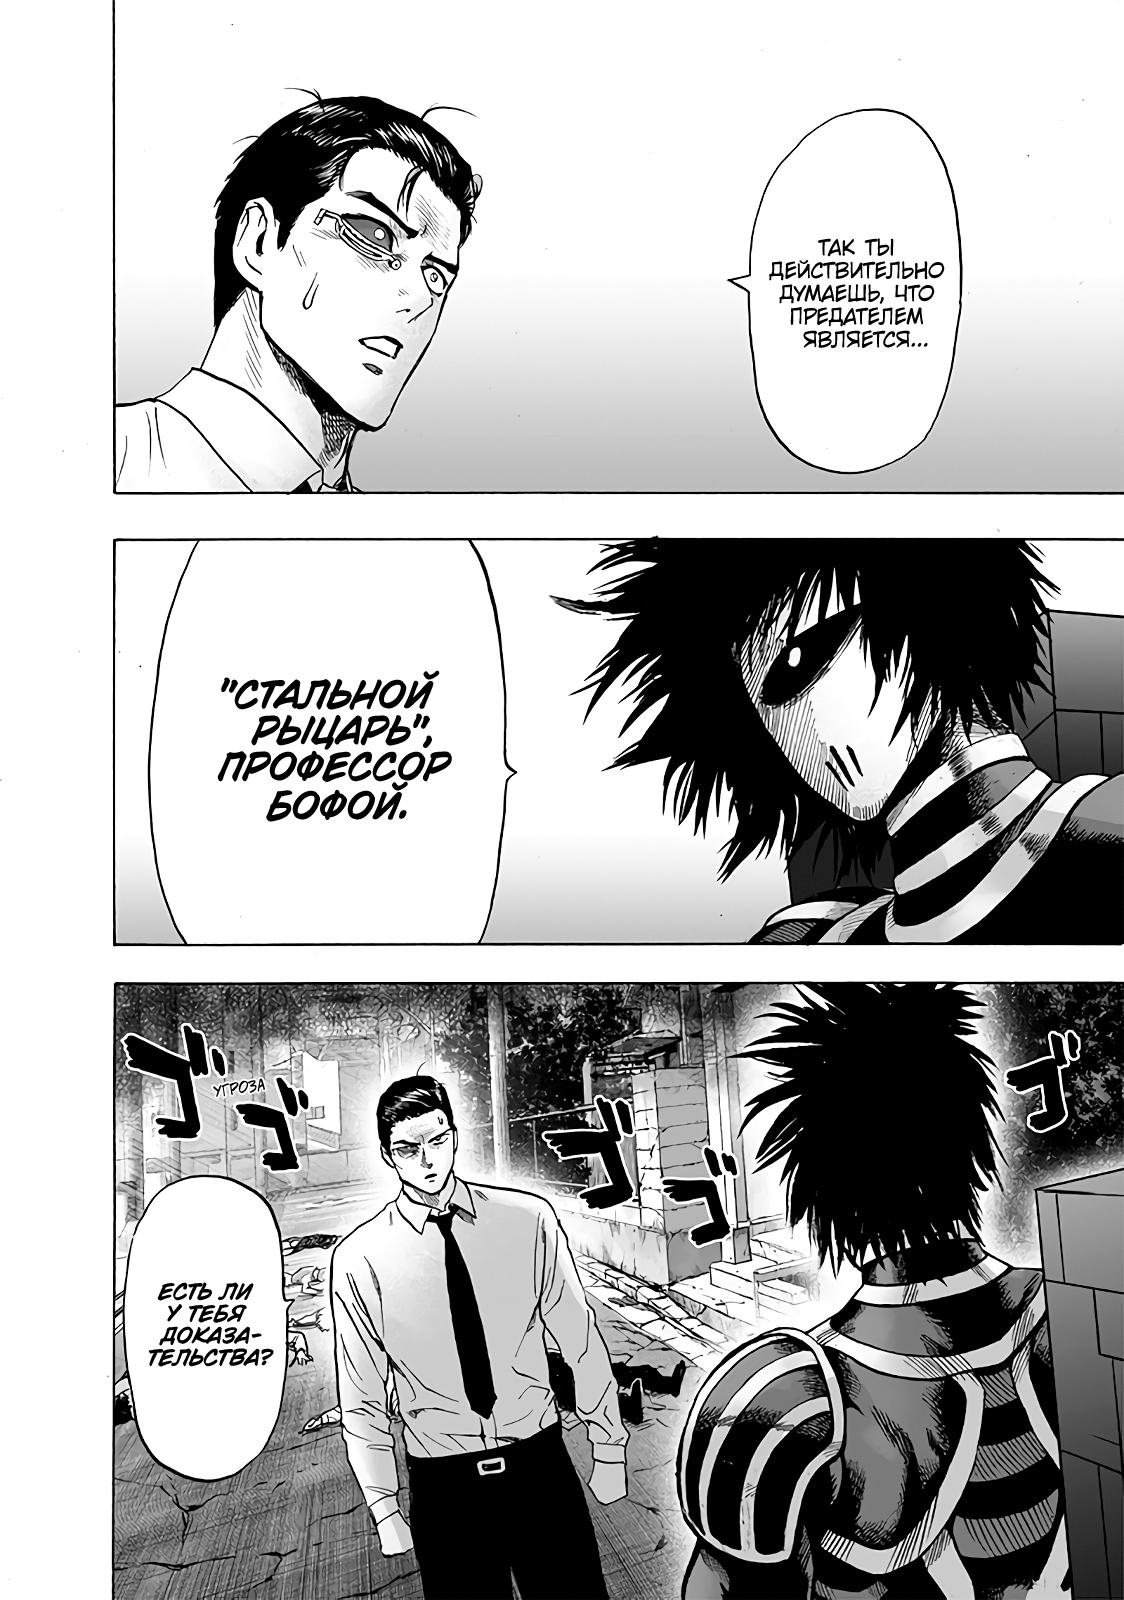 ТАК ТЫ
ДЕЙСТВИТЕЛЬНО
ДУМАЕШЬ, ЧТО
ПРЕДАТЕЛЕМ
ЯВЛЯЕТСЯ...
"СТАЛЬНОЙ
РЫЦАРЬ",
ПРОФЕССОР
БОФОЙ.
ゴ
УГРОЗА
ゴ
ゴ
ゴ
ゴ
ЕСТЬ ЛИ
У ТЕБЯ
ДОКАЗА-
ТЕЛЬСТВА?